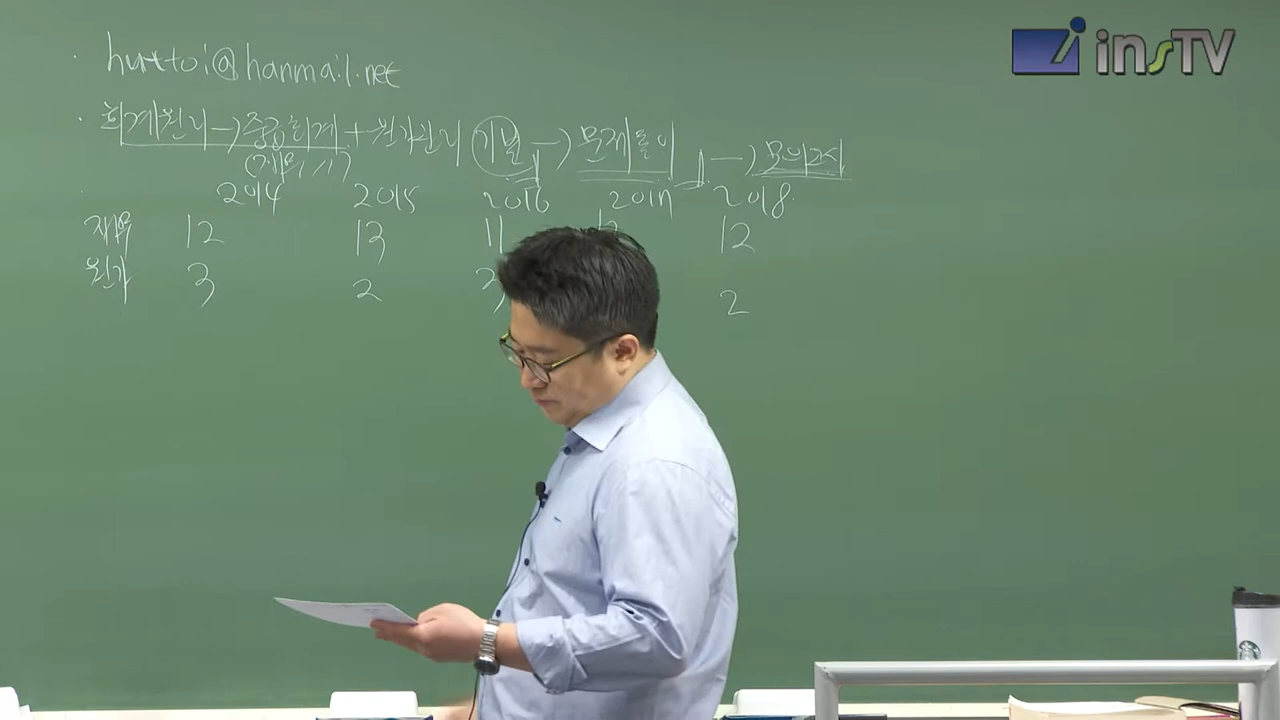 insTV
· huttoi@hanmail.net
· 회계원리→중급회계+원가관리 기본→문제풀이→모의고사
(재무회계)
2014 2015 2016 2017 2018
재무 12 13 11 12
원가 3 2 2